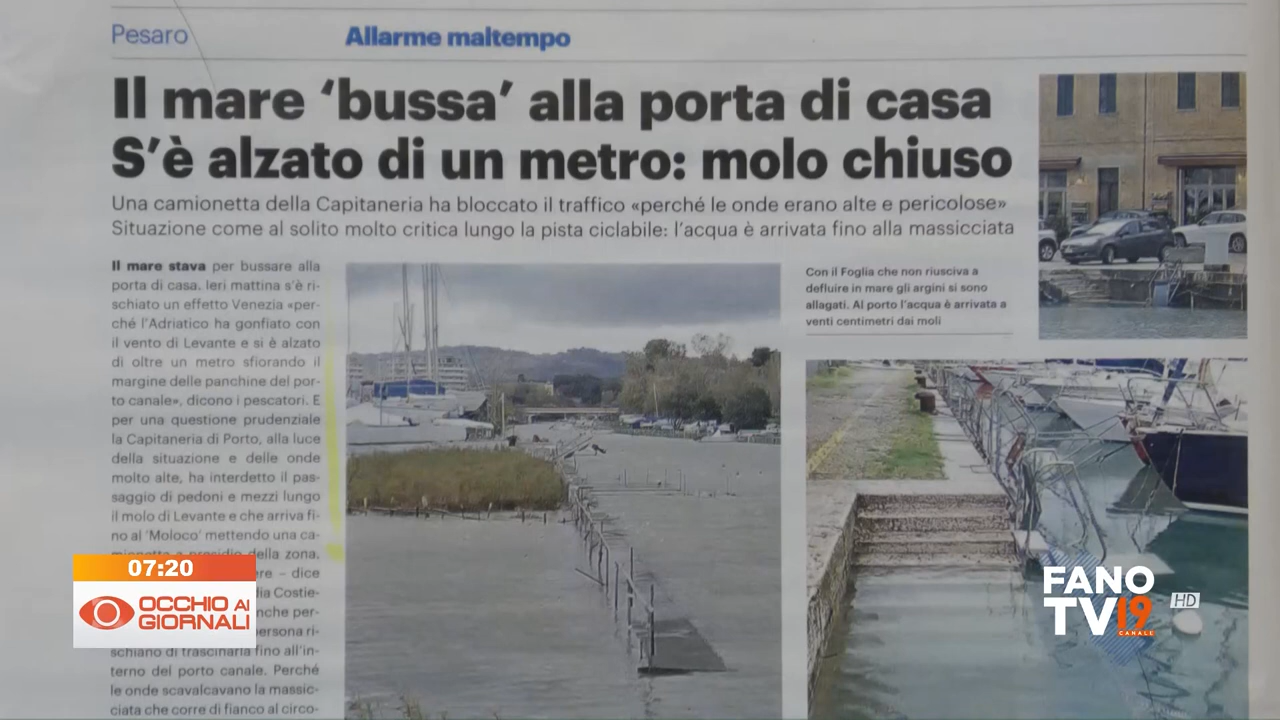 Pesaro
Allarme maltempo
Il mare ‘bussa’ alla porta di casa
S’è alzato di un metro: molo chiuso
Una camionetta della Capitaneria ha bloccato il traffico «perché le onde erano alte e pericolose»
Situazione come al solito molto critica lungo la pista ciclabile: l’acqua è arrivata fino alla massicciata
Il mare stava per bussare alla
porta di casa. Ieri mattina s’è ri-
schiato un effetto Venezia «per-
ché l’Adriatico ha gonfiato con
il vento di Levante e si è alzato
di oltre un metro sfiorando il
margine delle panchine del por-
to canale», dicono i pescatori. E
per una questione prudenziale
la Capitaneria di Porto, alla luce
della situazione e delle onde
molto alte, ha interdetto il pas-
saggio di pedoni e mezzi lungo
il molo di Levante e che arriva fi-
no al ‘Moloco’ mettendo una ca-
della zona.
– dice
Costie-
per-
persona ri-
schiano di trascinarla fino all’in-
terno del porto canale. Perché
le onde scavalcavano la massic-
ciata che corre di fianco al circo-
Con il Foglia che non riusciva a
defluire in mare gli argini si sono
allagati. Al porto l’acqua è arrivata a
venti centimetri dai moli
07:20
OCCHIO AI
GIORNALI
FANO
TV19
CANALE
HD